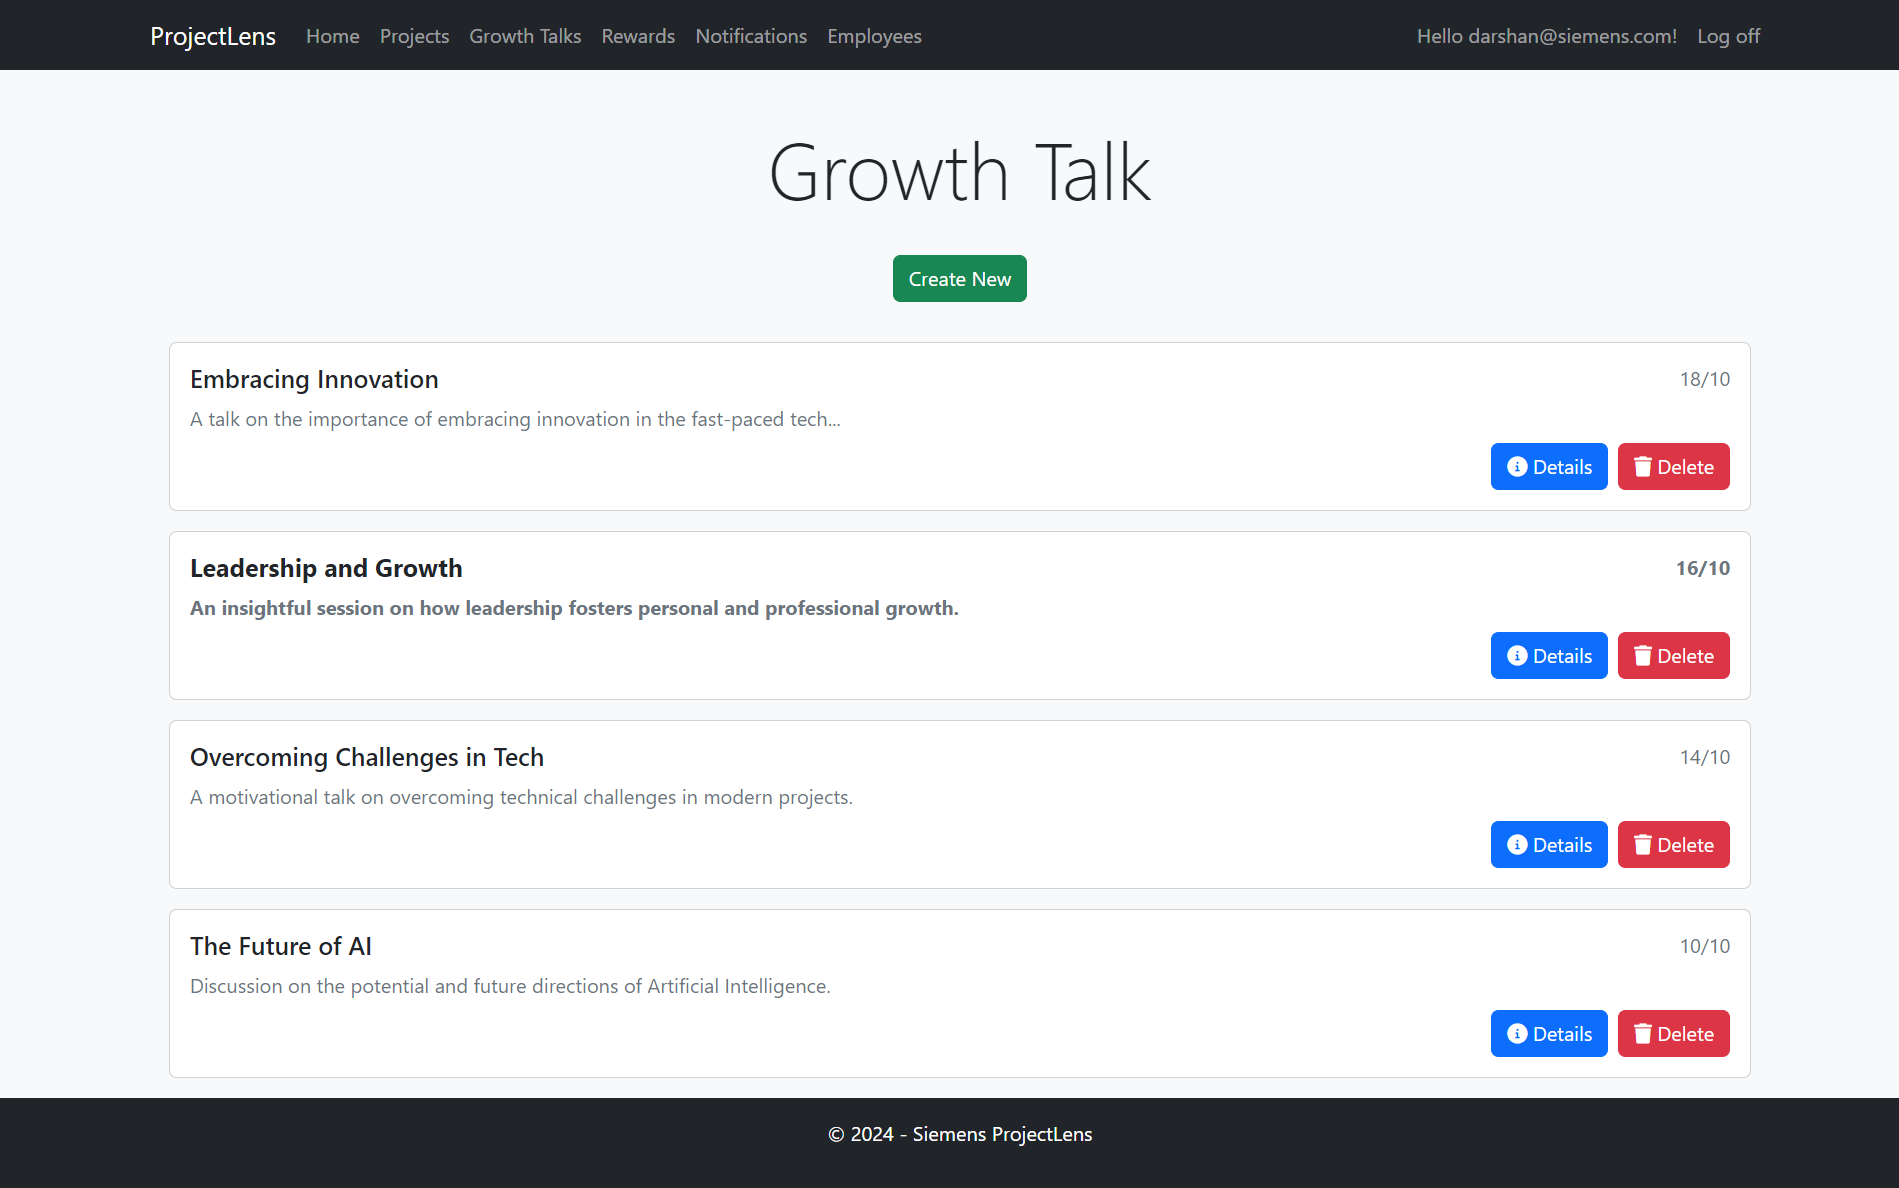 ProjectLens Home Projects Growth Talks Rewards Notifications Employees Hello darshan@siemens.com! Log off
Growth Talk
Create New
Embracing Innovation 18/10
A talk on the importance of embracing innovation in the fast-paced tech...
Details Delete
Leadership and Growth 16/10
An insightful session on how leadership fosters personal and professional growth.
Details Delete
Overcoming Challenges in Tech 14/10
A motivational talk on overcoming technical challenges in modern projects.
Details Delete
The Future of AI 10/10
Discussion on the potential and future directions of Artificial Intelligence.
Details Delete
© 2024 - Siemens ProjectLens